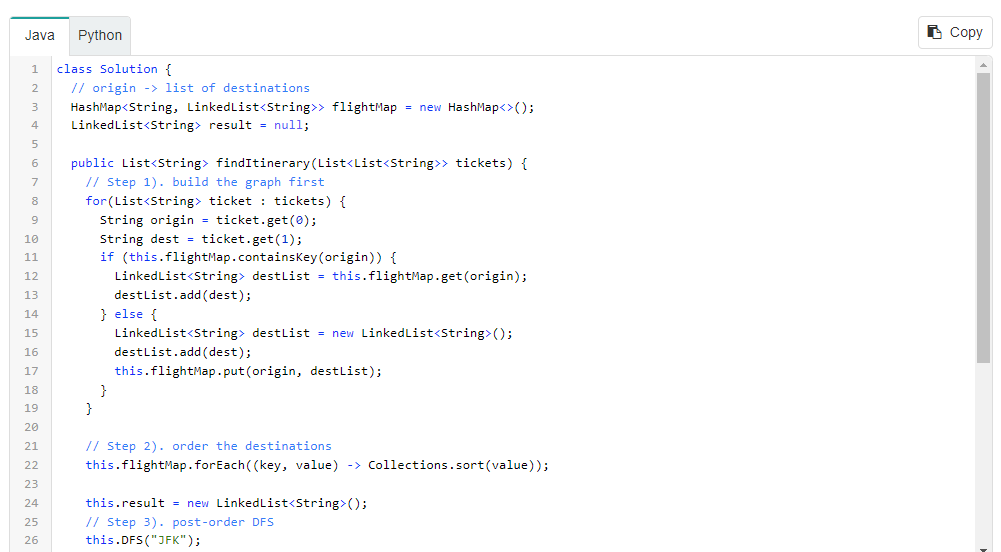 Java Python Copy
1 class Solution {
2 // origin -> list of destinations
3 HashMap<String, LinkedList<String>> flightMap = new HashMap<>();
4 LinkedList<String> result = null;
5
6 public List<String> findItinerary(List<List<String>> tickets) {
7 // Step 1). build the graph first
8 for(List<String> ticket : tickets) {
9 String origin = ticket.get(0);
10 String dest = ticket.get(1);
11 if (this.flightMap.containsKey(origin)) {
12 LinkedList<String> destList = this.flightMap.get(origin);
13 destList.add(dest);
14 } else {
15 LinkedList<String> destList = new LinkedList<String>();
16 destList.add(dest);
17 this.flightMap.put(origin, destList);
18 }
19 }
20
21 // Step 2). order the destinations
22 this.flightMap.forEach((key, value) -> Collections.sort(value));
23
24 this.result = new LinkedList<String>();
25 // Step 3). post-order DFS
26 this.DFS("JFK");